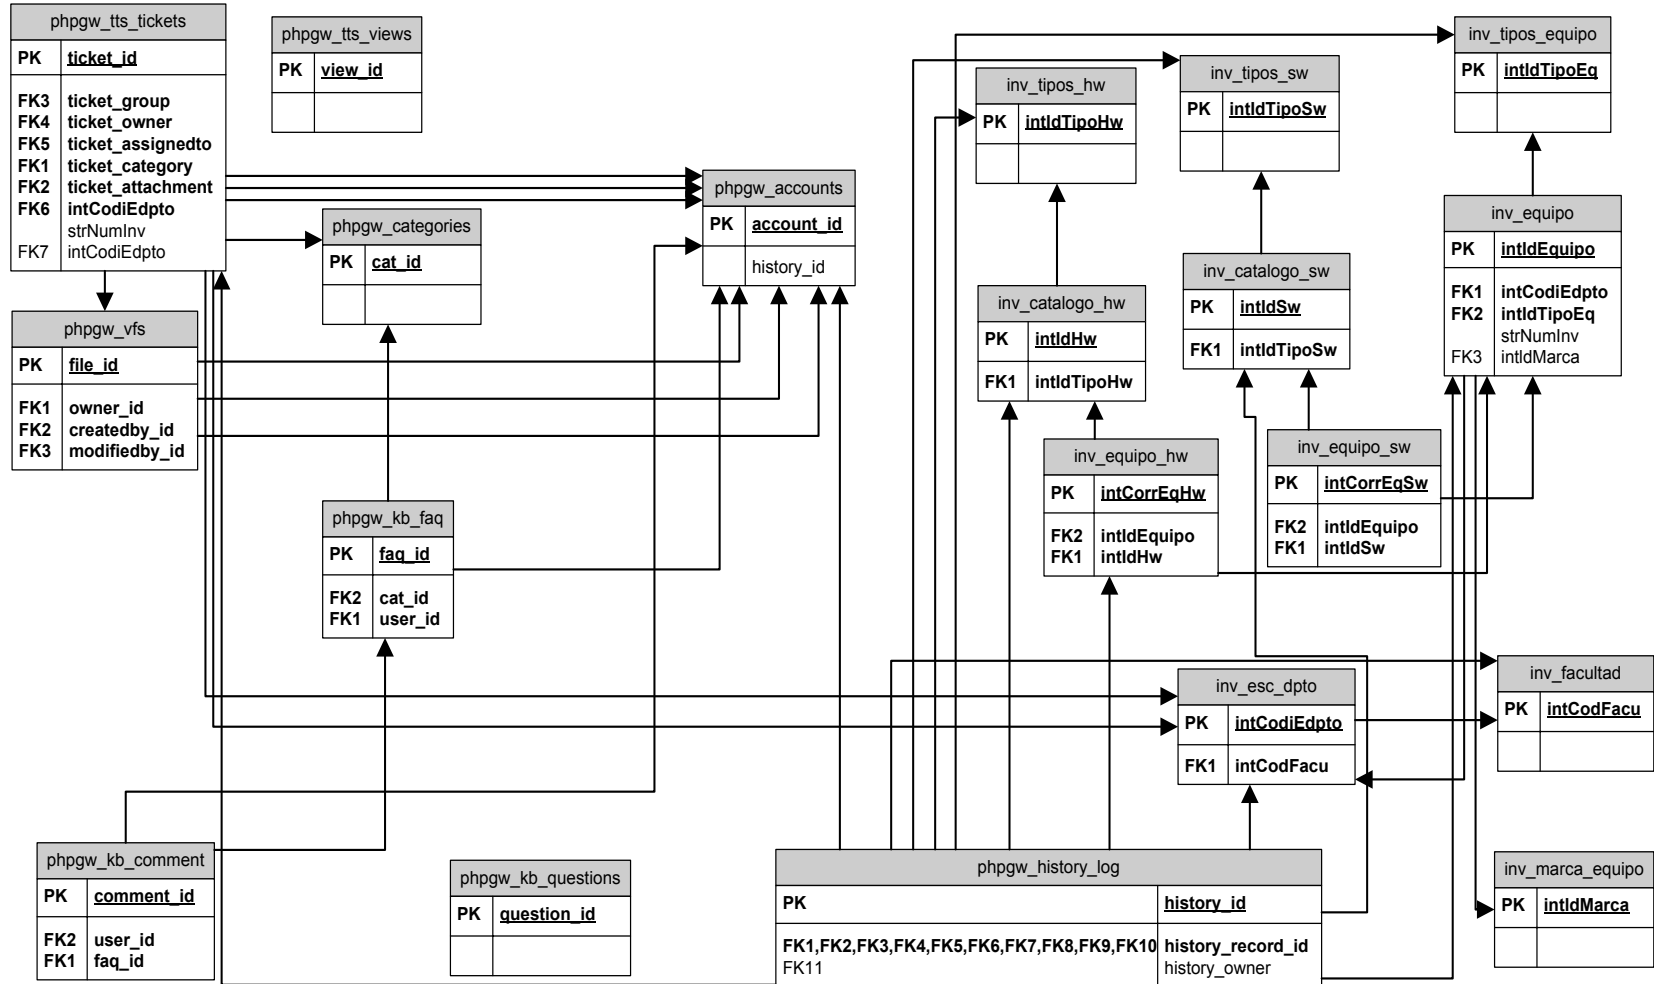 phpgw_tts_tickets
PK ticket_id
FK3 ticket_group
FK4 ticket_owner
FK5 ticket_assignedto
FK1 ticket_category
FK2 ticket_attachment
FK6 intCodiEdpto
strNumInv
FK7 intCodiEdpto
phpgw_tts_views
PK view_id
phpgw_accounts
PK account_id
history_id
phpgw_categories
PK cat_id
phpgw_vfs
PK file_id
FK1 owner_id
FK2 createdby_id
FK3 modifiedby_id
phpgw_kb_faq
PK faq_id
FK2 cat_id
FK1 user_id
phpgw_kb_comment
PK comment_id
FK2 user_id
FK1 faq_id
phpgw_kb_questions
PK question_id
inv_tipos_hw
PK intIdTipoHw
inv_tipos_sw
PK intIdTipoSw
inv_tipos_equipo
PK intIdTipoEq
inv_catalogo_hw
PK intIdHw
FK1 intIdTipoHw
inv_catalogo_sw
PK intIdSw
FK1 intIdTipoSw
inv_equipo
PK intIdEquipo
FK1 intCodiEdpto
FK2 intIdTipoEq
strNumInv
FK3 intIdMarca
inv_equipo_hw
PK intCorrEqHw
FK2 intIdEquipo
FK1 intIdHw
inv_equipo_sw
PK intCorrEqSw
FK2 intIdEquipo
FK1 intIdSw
inv_esc_dpto
PK intCodiEdpto
FK1 intCodFacu
inv_facultad
PK intCodFacu
phpgw_history_log
PK history_id
FK1,FK2,FK3,FK4,FK5,FK6,FK7,FK8,FK9,FK10 history_record_id
FK11 history_owner
inv_marca_equipo
PK intIdMarca